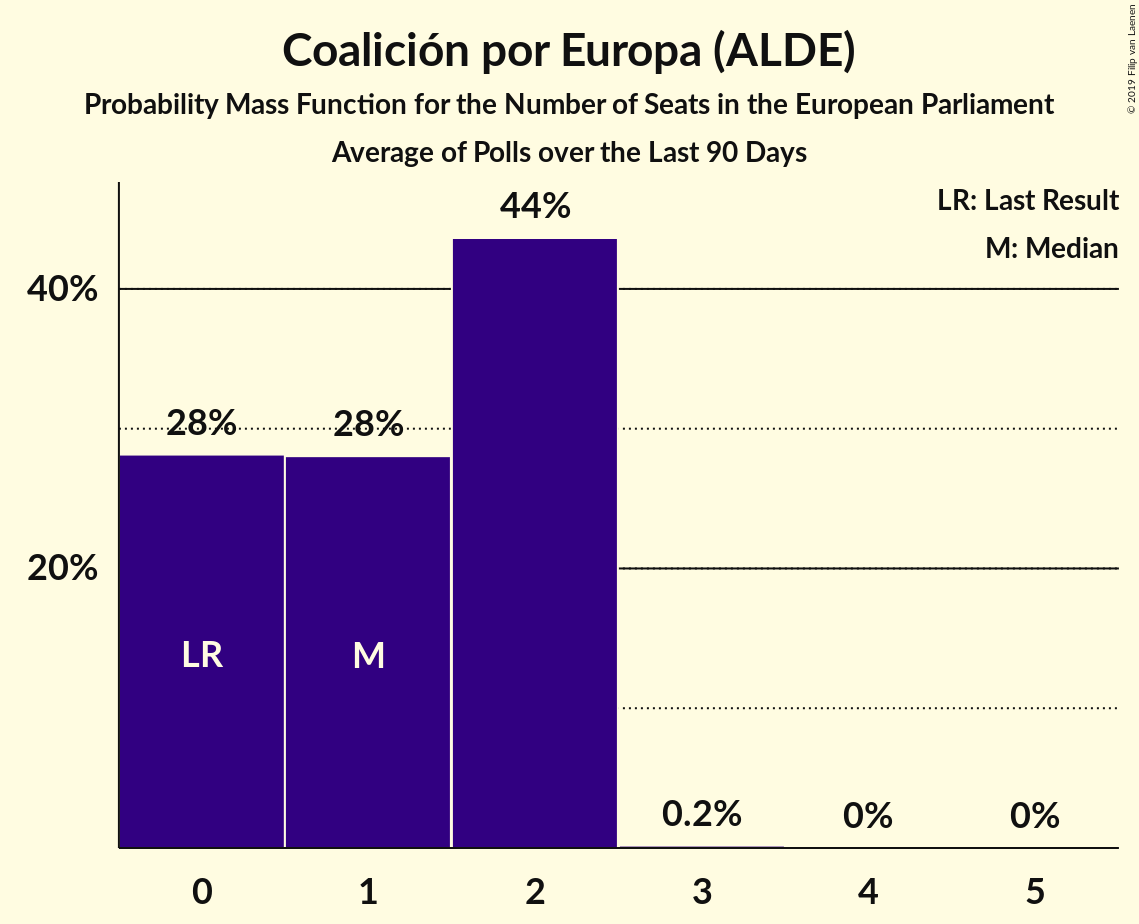 Coalición por Europa (ALDE)
Probability Mass Function for the Number of Seats in the European Parliament
Average of Polls over the Last 90 Days
© 2019 Filip van Laenen
LR: Last Result
M: Median
44%
40%
28%
28%
20%
LR
M
0.2%
0%
0%
0
1
2
3
4
5